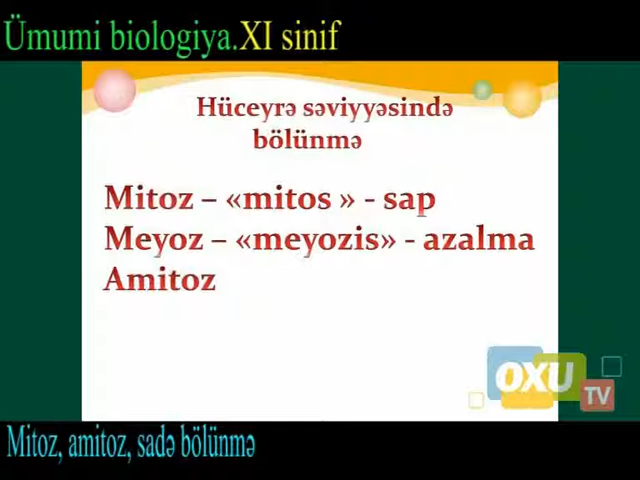 Ümumi biologiya.XI sinif
Hüceyrə səviyyəsində
bölünmə
Mitoz – «mitos » - sap
Meyoz – «meyozis» - azalma
Amitoz
OXU
TV
Mitoz, amitoz, sadə bölünmə